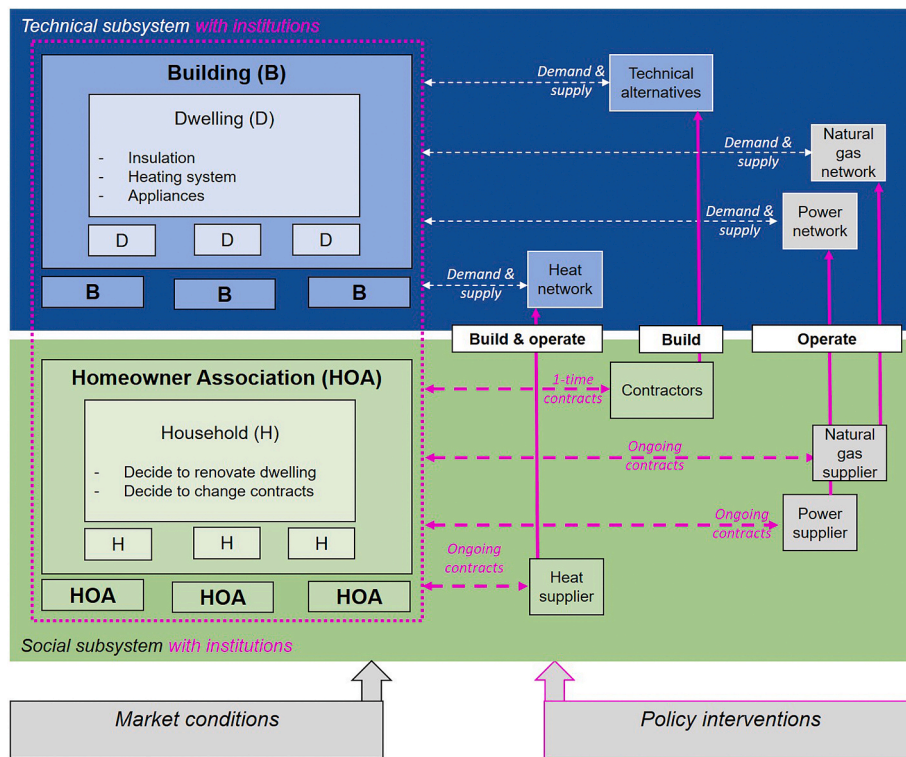 Technical subsystem with institutions
Building (B)
Dwelling (D)
- Insulation
- Heating system
- Appliances
D D D
B B B
Demand &
supply
Technical
alternatives
Demand &
supply
Natural
gas
network
Demand &
supply
Power
network
Demand &
supply
Heat
network
Build & operate
Build
Operate
Homeowner Association (HOA)
Household (H)
- Decide to renovate dwelling
- Decide to change contracts
H H H
HOA HOA HOA
1-time
contracts
Contractors
Ongoing
contracts
Natural
gas
supplier
Ongoing
contracts
Power
supplier
Ongoing
contracts
Heat
supplier
Social subsystem with institutions
Market conditions
Policy interventions